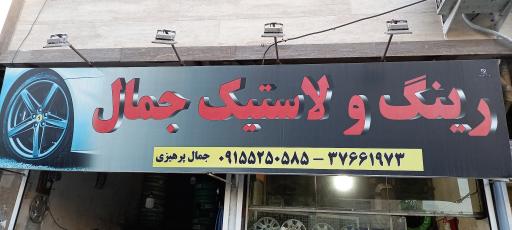 رینگ و لاستیک جمال
۳۷۶۶۱۹۷۳ - ۰۹۱۵۵۲۵۰۵۸۵ جمال پرهیزی